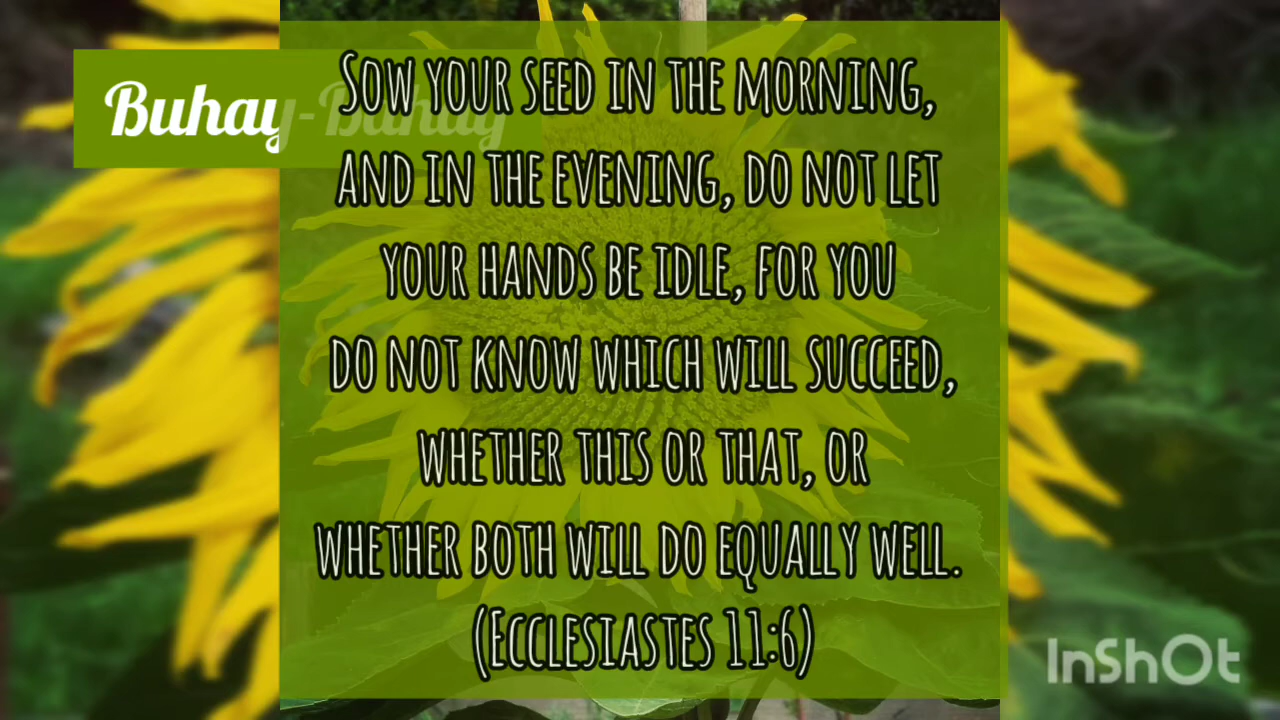 Buhay-Buhay
Sow your seed in the morning,
and in the evening, do not let
your hands be idle, for you
do not know which will succeed,
whether this or that, or
whether both will do equally well.
(Ecclesiastes 11:6)
InShOt